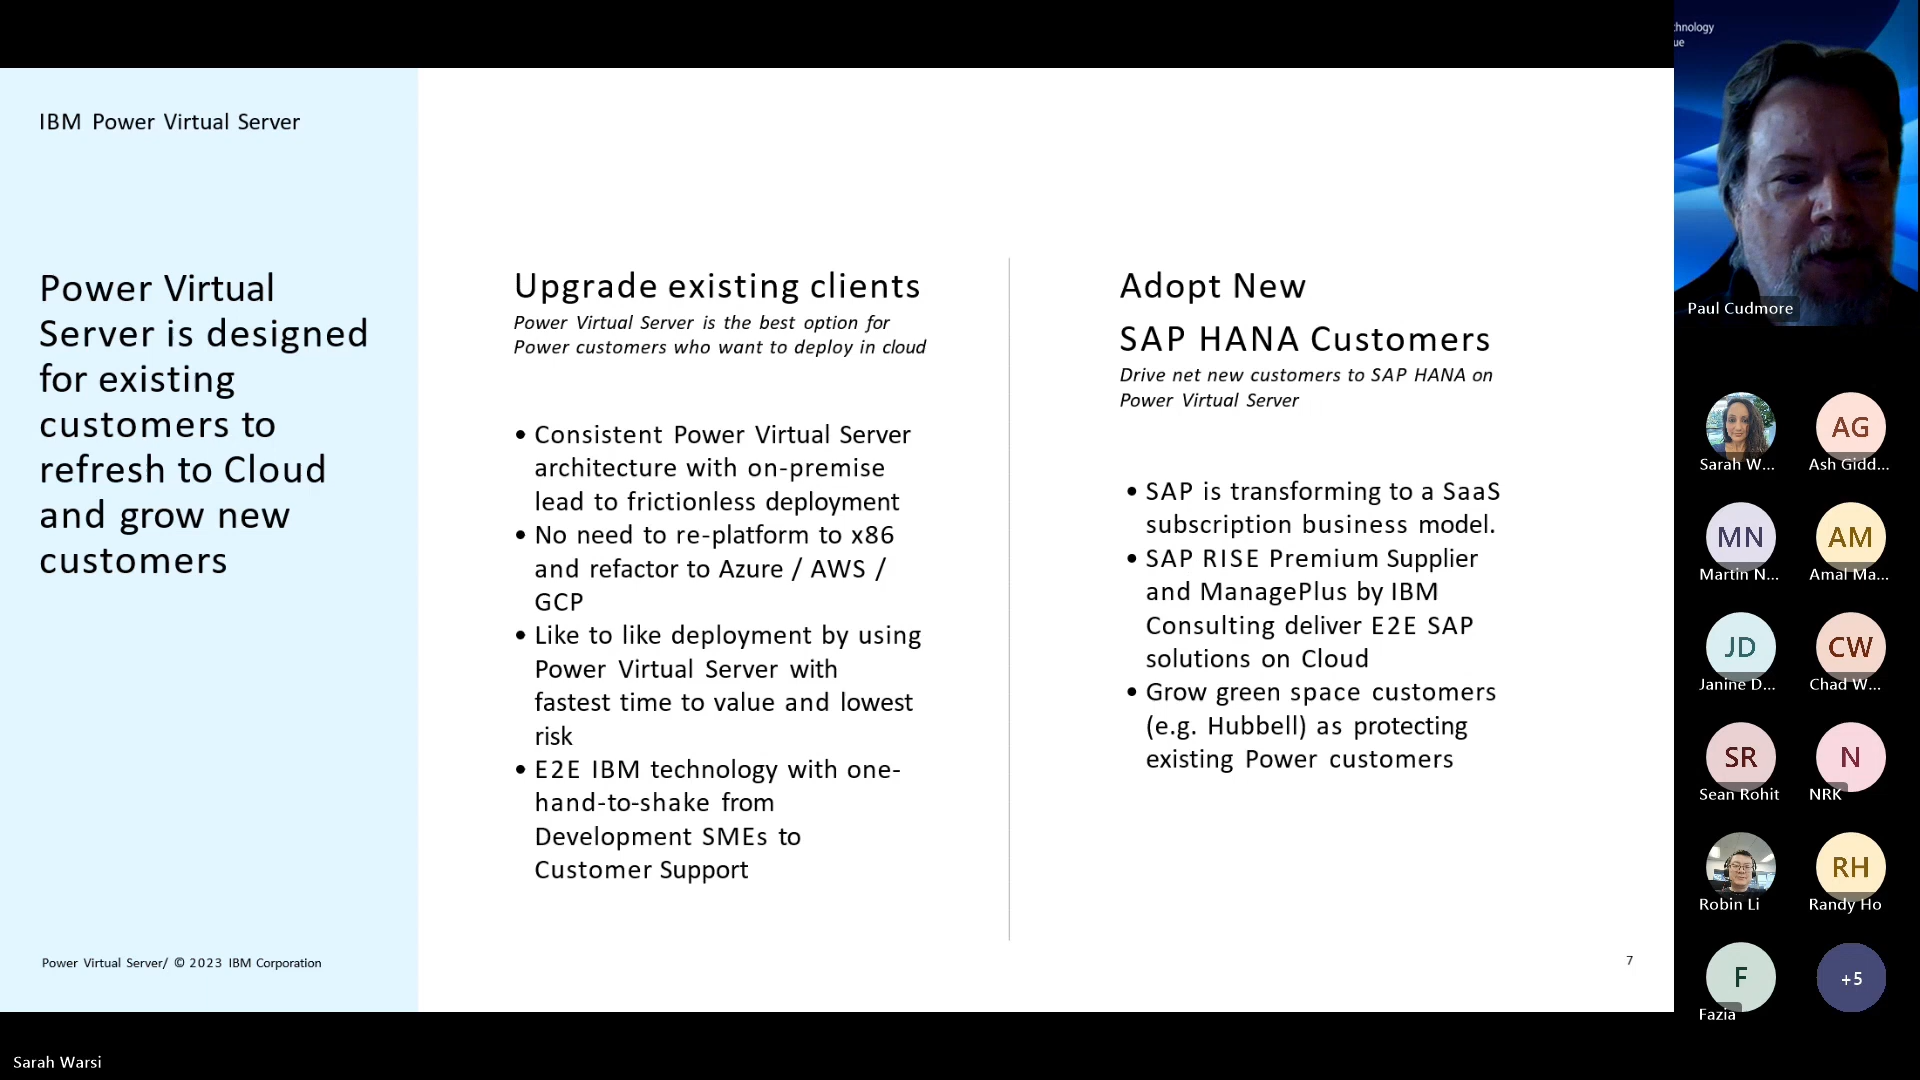 IBM Power Virtual Server
Power Virtual
Server is designed
for existing
customers to
refresh to Cloud
and grow new
customers
Power Virtual Server/ © 2023 IBM Corporation
Upgrade existing clients
Power Virtual Server is the best option for
Power customers who want to deploy in cloud
• Consistent Power Virtual Server
architecture with on-premise
lead to frictionless deployment
• No need to re-platform to x86
and refactor to Azure / AWS /
GCP
• Like to like deployment by using
Power Virtual Server with
fastest time to value and lowest
risk
• E2E IBM technology with one-
hand-to-shake from
Development SMEs to
Customer Support
Adopt New
SAP HANA Customers
Drive net new customers to SAP HANA on
Power Virtual Server
• SAP is transforming to a SaaS
subscription business model.
• SAP RISE Premium Supplier
and ManagePlus by IBM
Consulting deliver E2E SAP
solutions on Cloud
• Grow green space customers
(e.g. Hubbell) as protecting
existing Power customers
7
hnology
ue
Paul Cudmore
Sarah W...
AG
Ash Gidd...
MN
Martin N...
AM
Amal Ma...
JD
Janine D...
CW
Chad W...
SR
Sean Rohit
N
NRK
Robin Li
RH
Randy Ho
F
Fazia
+5
Sarah Warsi